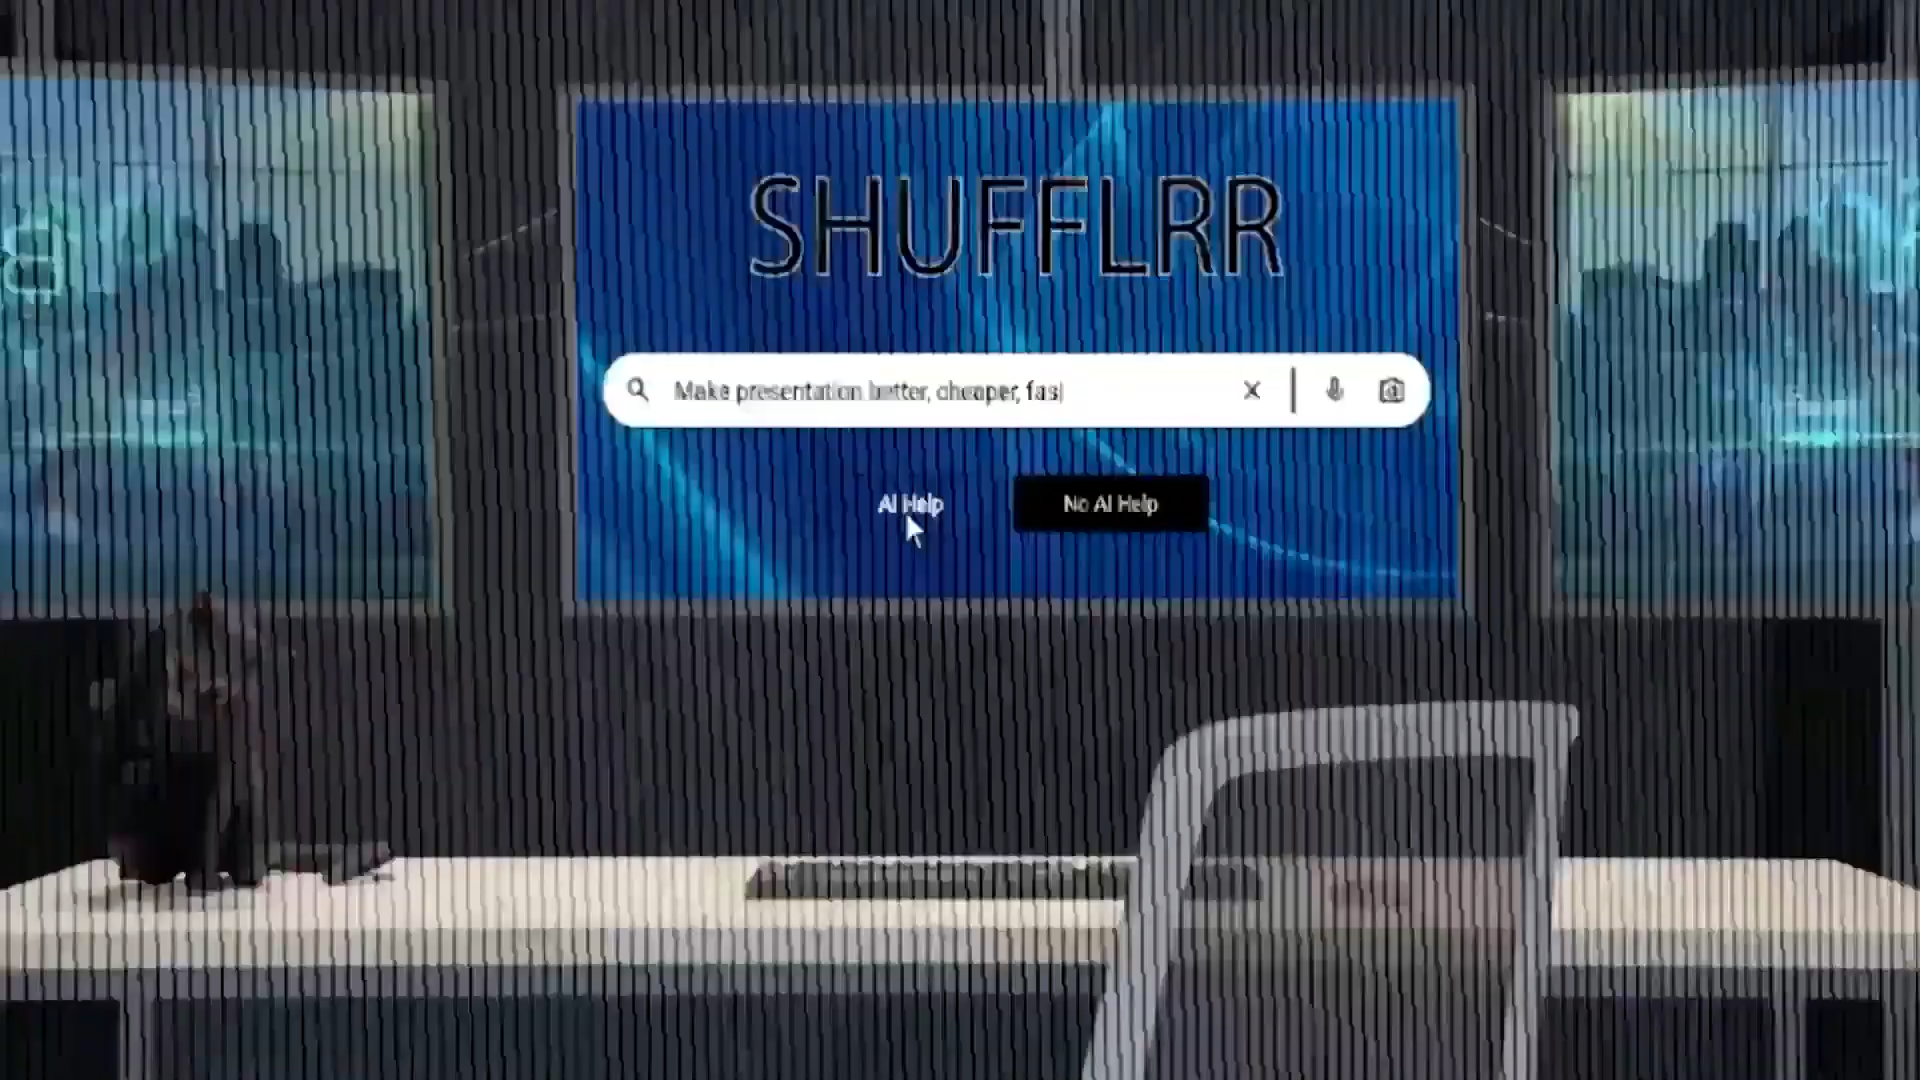 SHUFFLRR
Make presentation better, cheaper, fas
AI Help
No AI Help